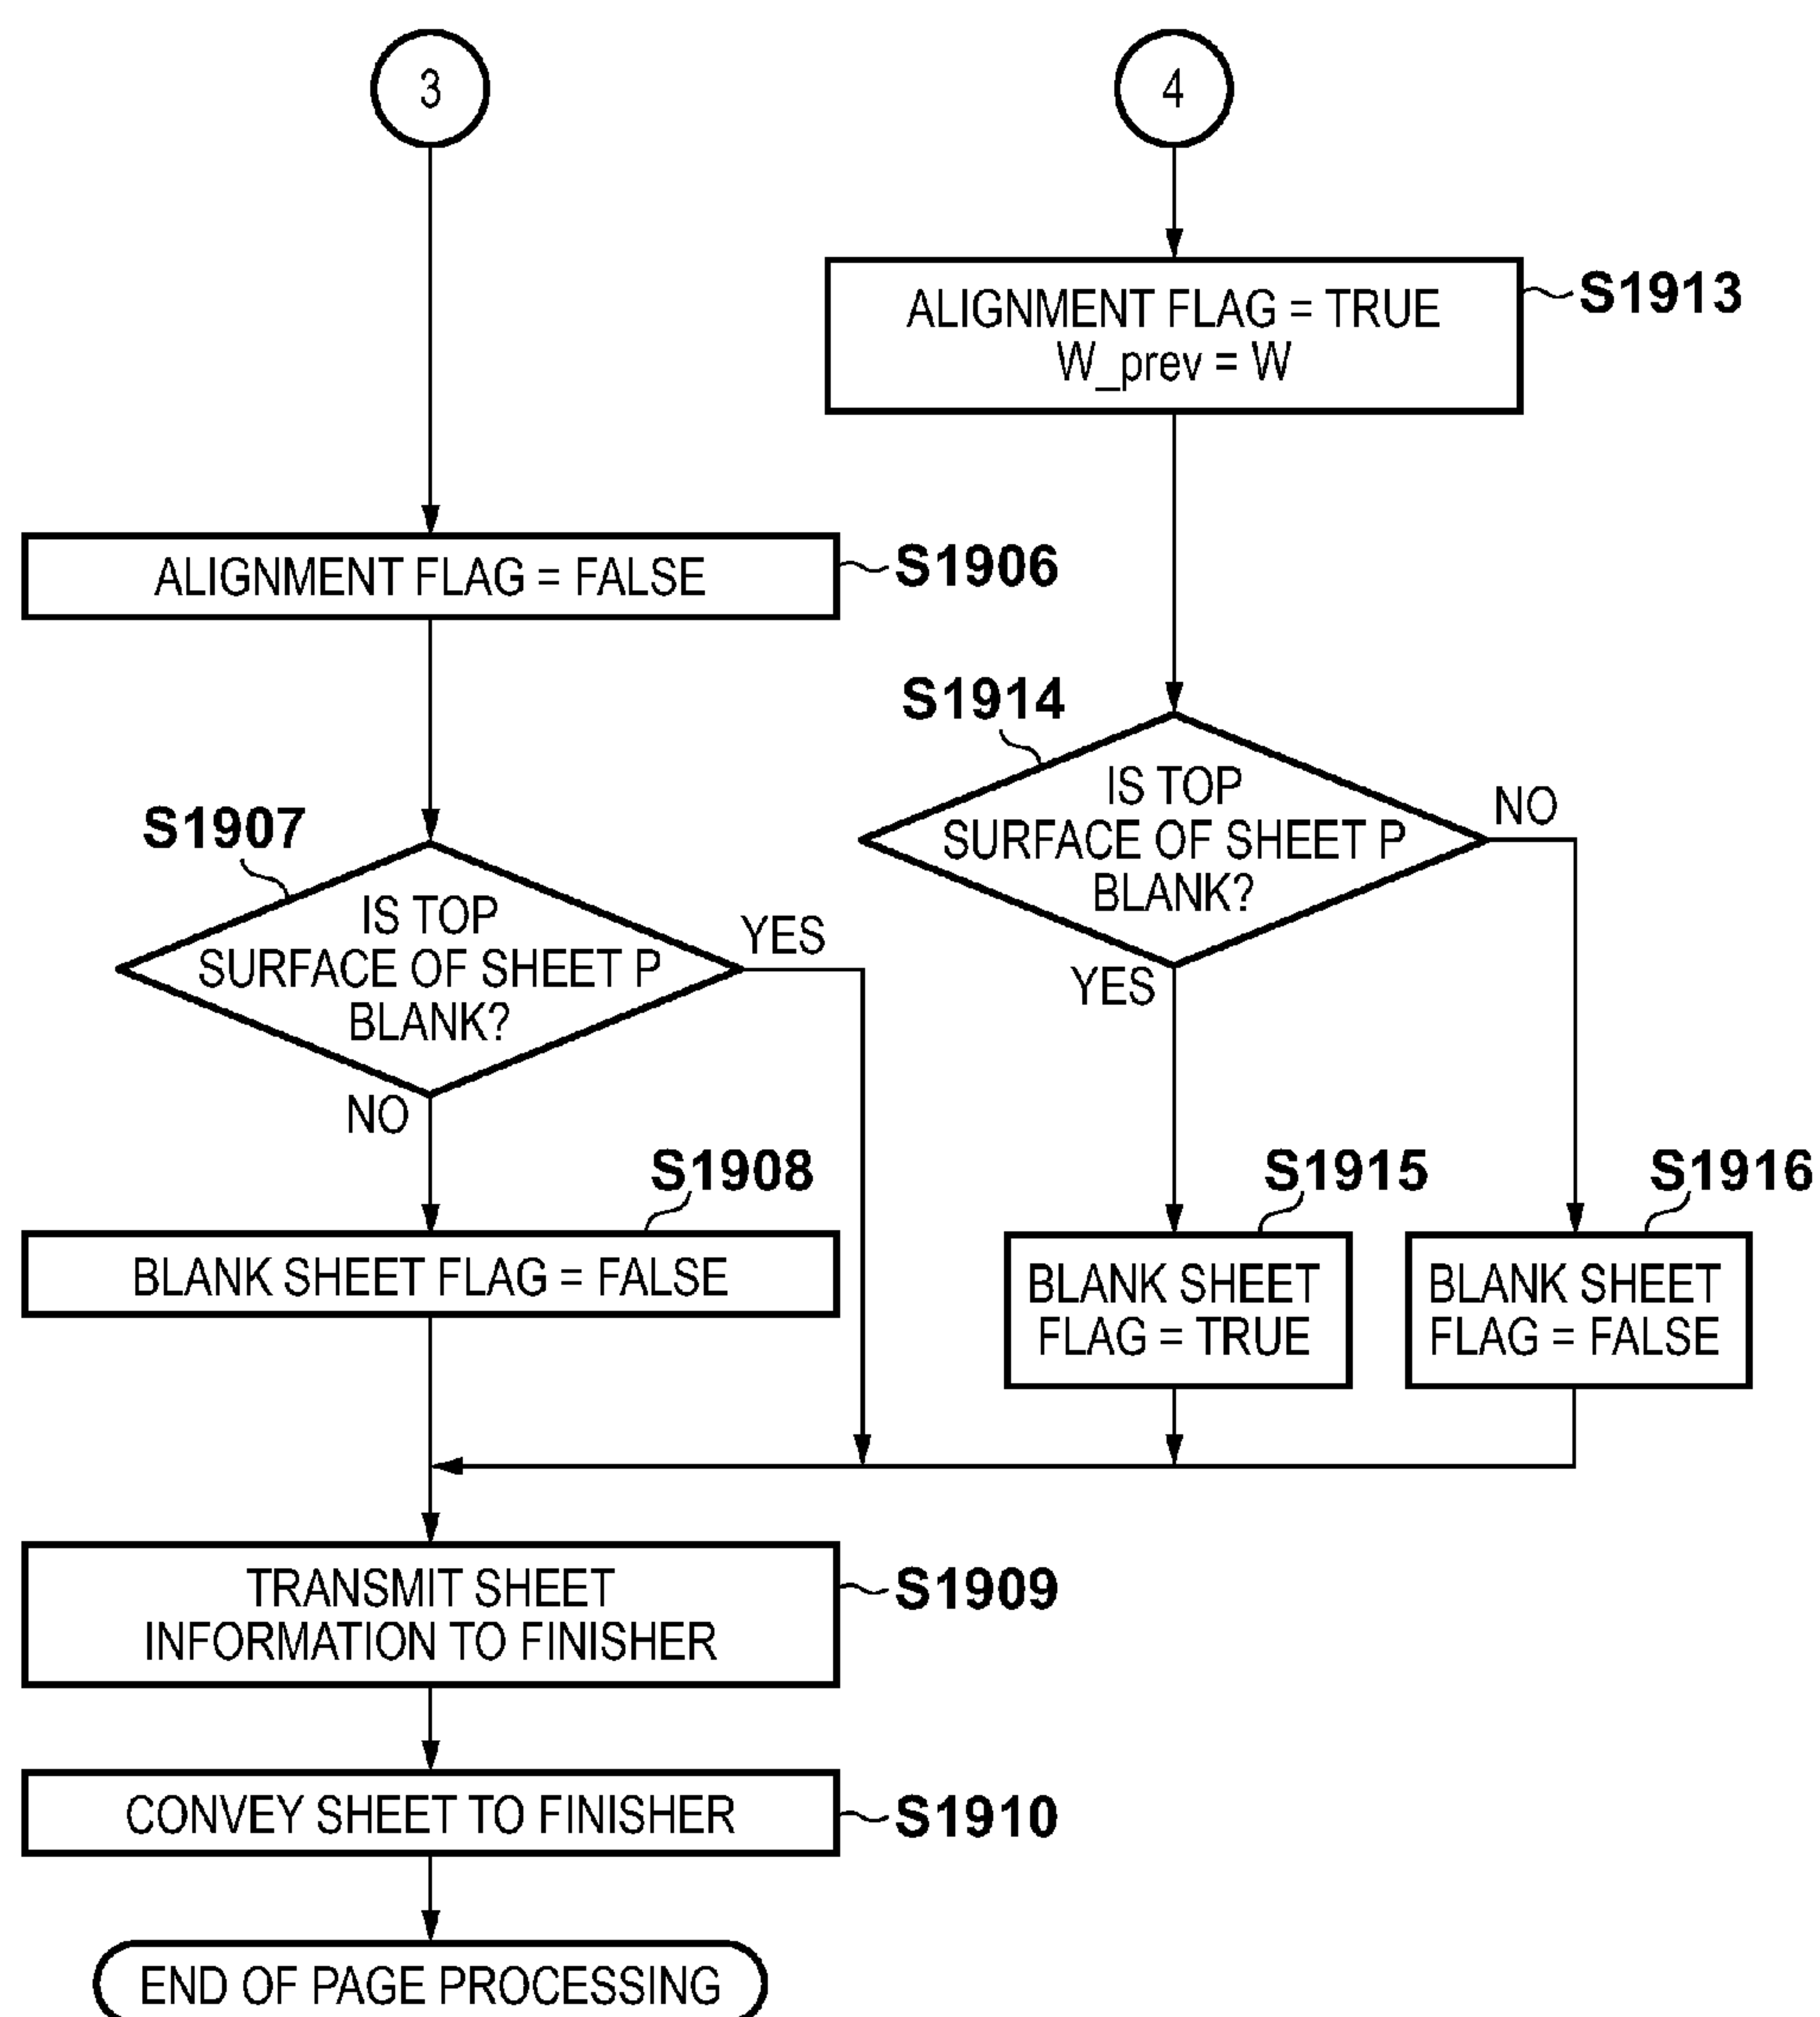 3
4
ALIGNMENT FLAG = TRUE
W_prev = W
S1913
ALIGNMENT FLAG = FALSE
S1906
S1914
IS TOP
SURFACE OF SHEET P
BLANK?
NO
YES
S1907
IS TOP
SURFACE OF SHEET P
BLANK?
YES
NO
S1908
BLANK SHEET FLAG = FALSE
S1915
BLANK SHEET
FLAG = TRUE
S1916
BLANK SHEET
FLAG = FALSE
TRANSMIT SHEET
INFORMATION TO FINISHER
S1909
CONVEY SHEET TO FINISHER
S1910
END OF PAGE PROCESSING